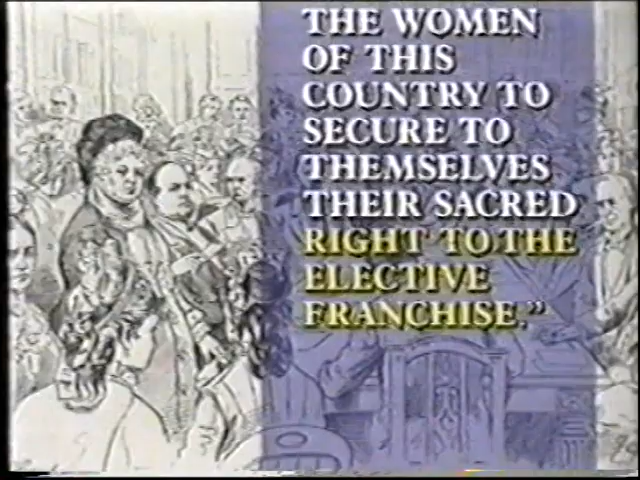 THE WOMEN
OF THIS
COUNTRY TO
SECURE TO
THEMSELVES
THEIR SACRED
RIGHT TO THE
ELECTIVE
FRANCHISE."